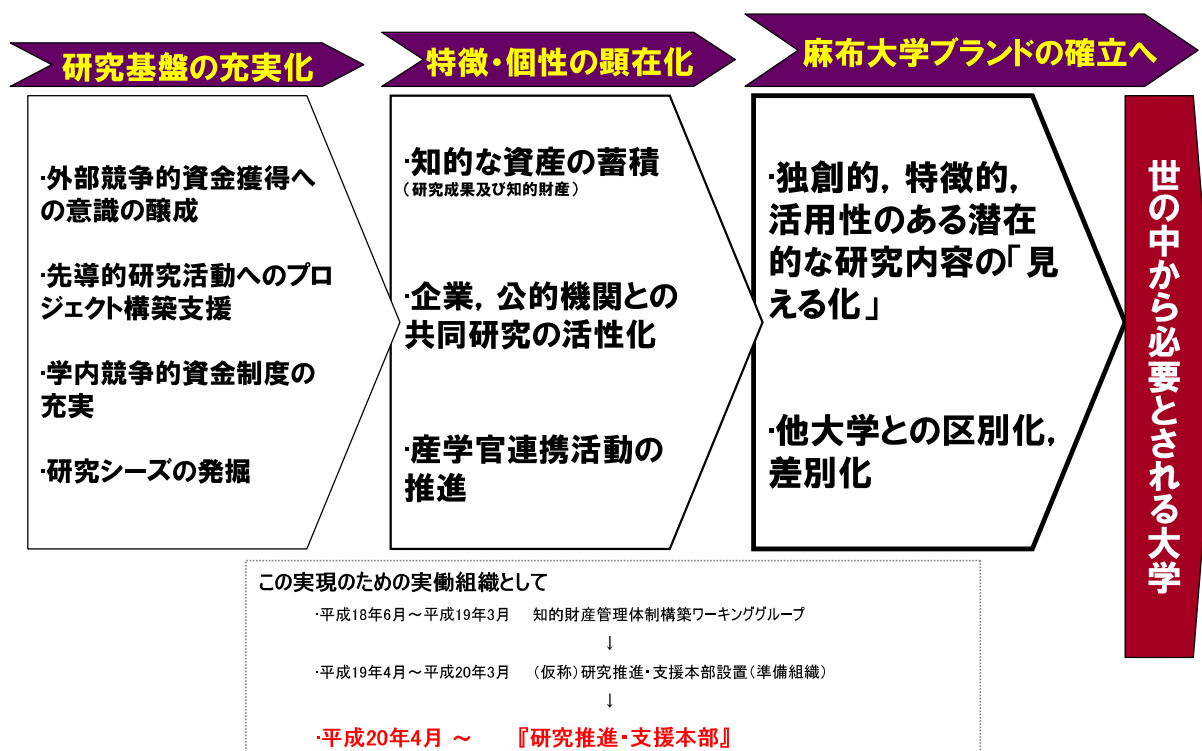 研究基盤の充実化
・外部競争的資金獲得へ
の意識の醸成
・先導的研究活動へのプロ
ジェクト構築支援
・学内競争的資金制度の
充実
・研究シーズの発掘
特徴・個性の顕在化
・知的な資産の蓄積
(研究成果及び知的財産)
・企業，公的機関との
共同研究の活性化
・産学官連携活動の
推進
麻布大学ブランドの確立へ
・独創的，特徴的，
活用性のある潜在
的な研究内容の「見
える化」
・他大学との区別化，
差別化
世の中から必要とされる大学
この実現のための実働組織として
・平成18年6月～平成19年3月　知的財産管理体制構築ワーキンググループ
↓
・平成19年4月～平成20年3月　(仮称)研究推進・支援本部設置(準備組織)
↓
・平成20年4月 ～　『研究推進・支援本部』